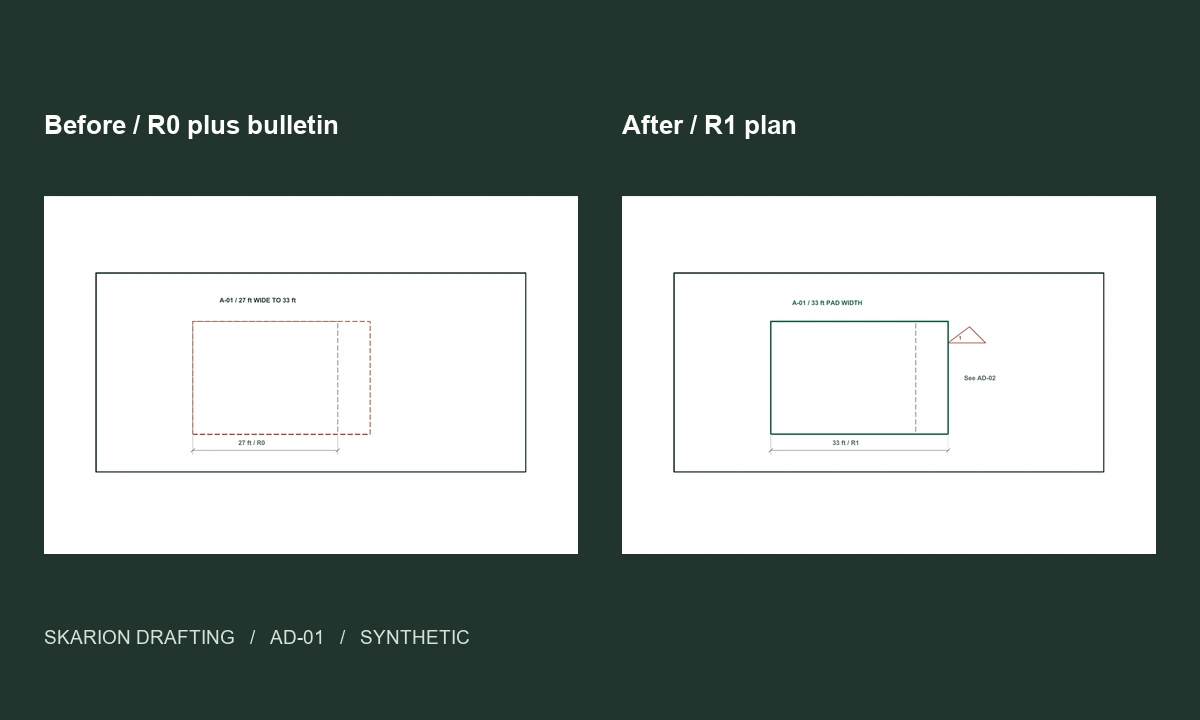 Before / R0 plus bulletin
A-01 / 27 ft WIDE TO 33 ft
27 ft / R0
After / R1 plan
A-01 / 33 ft PAD WIDTH
1
See AD-02
33 ft / R1
SKARION DRAFTING / AD-01 / SYNTHETIC